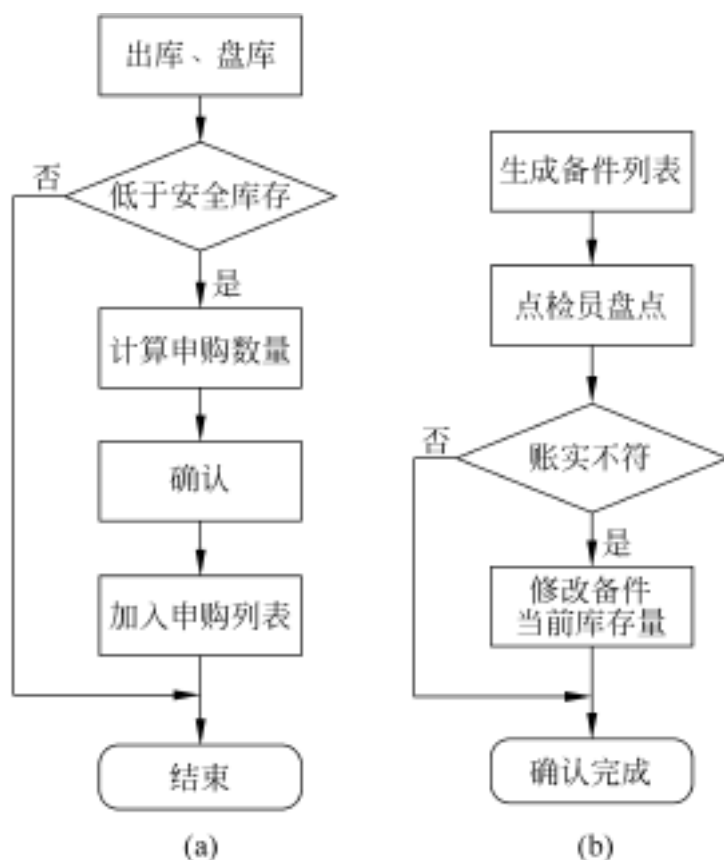 出库、盘库
否
低于安全库存
是
计算申购数量
确认
加入申购列表
结束
(a)
生成备件列表
点检员盘点
否
账实不符
是
修改备件
当前库存量
确认完成
(b)